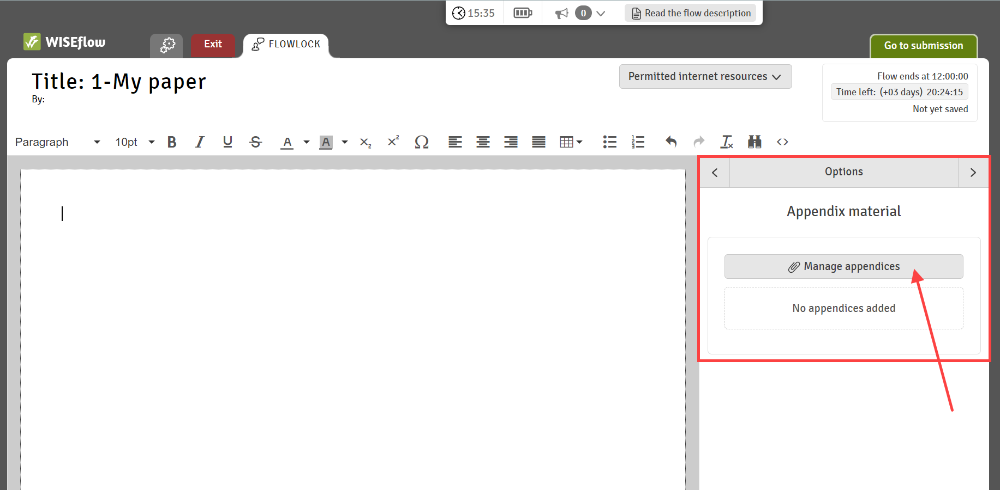 15:35
0
Read the flow description
WISEflow
Exit
FLOWLOCK
Go to submission
Title: 1-My paper
By:
Permitted internet resources
Flow ends at 12:00:00
Time left: (+03 days) 20:24:15
Not yet saved
Paragraph 10pt B I U S A A x₂ x² Ω
Options
Appendix material
Manage appendices
No appendices added